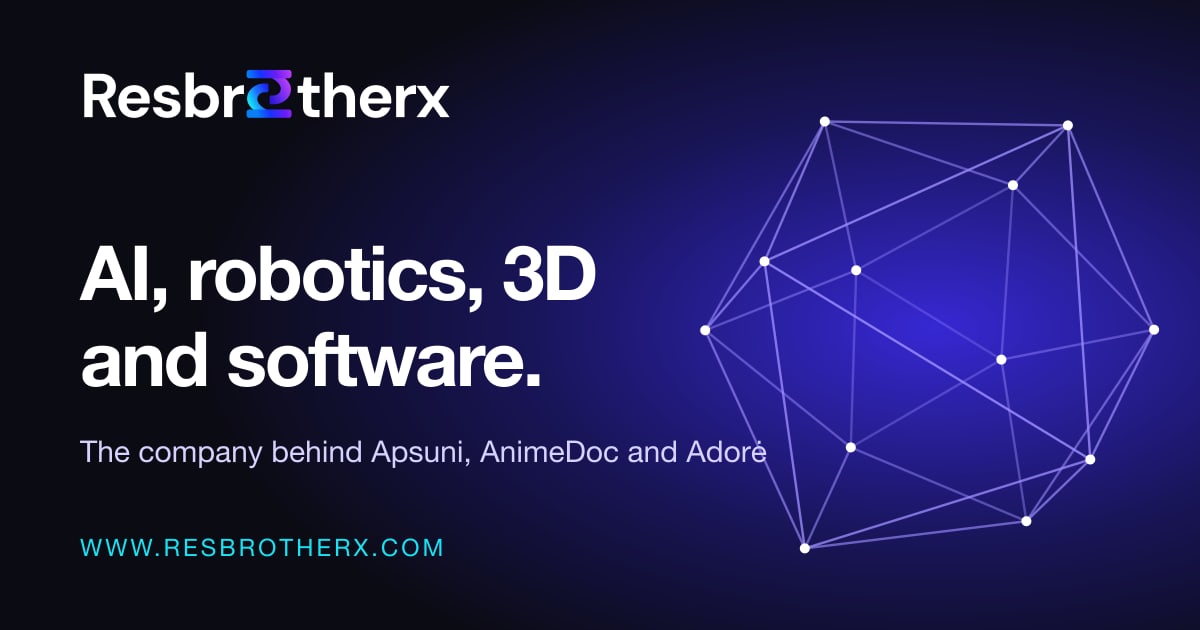 Resbrotherx
AI, robotics, 3D
and software.
The company behind Apsuni, AnimeDoc and Adorė
WWW.RESBROTHERX.COM